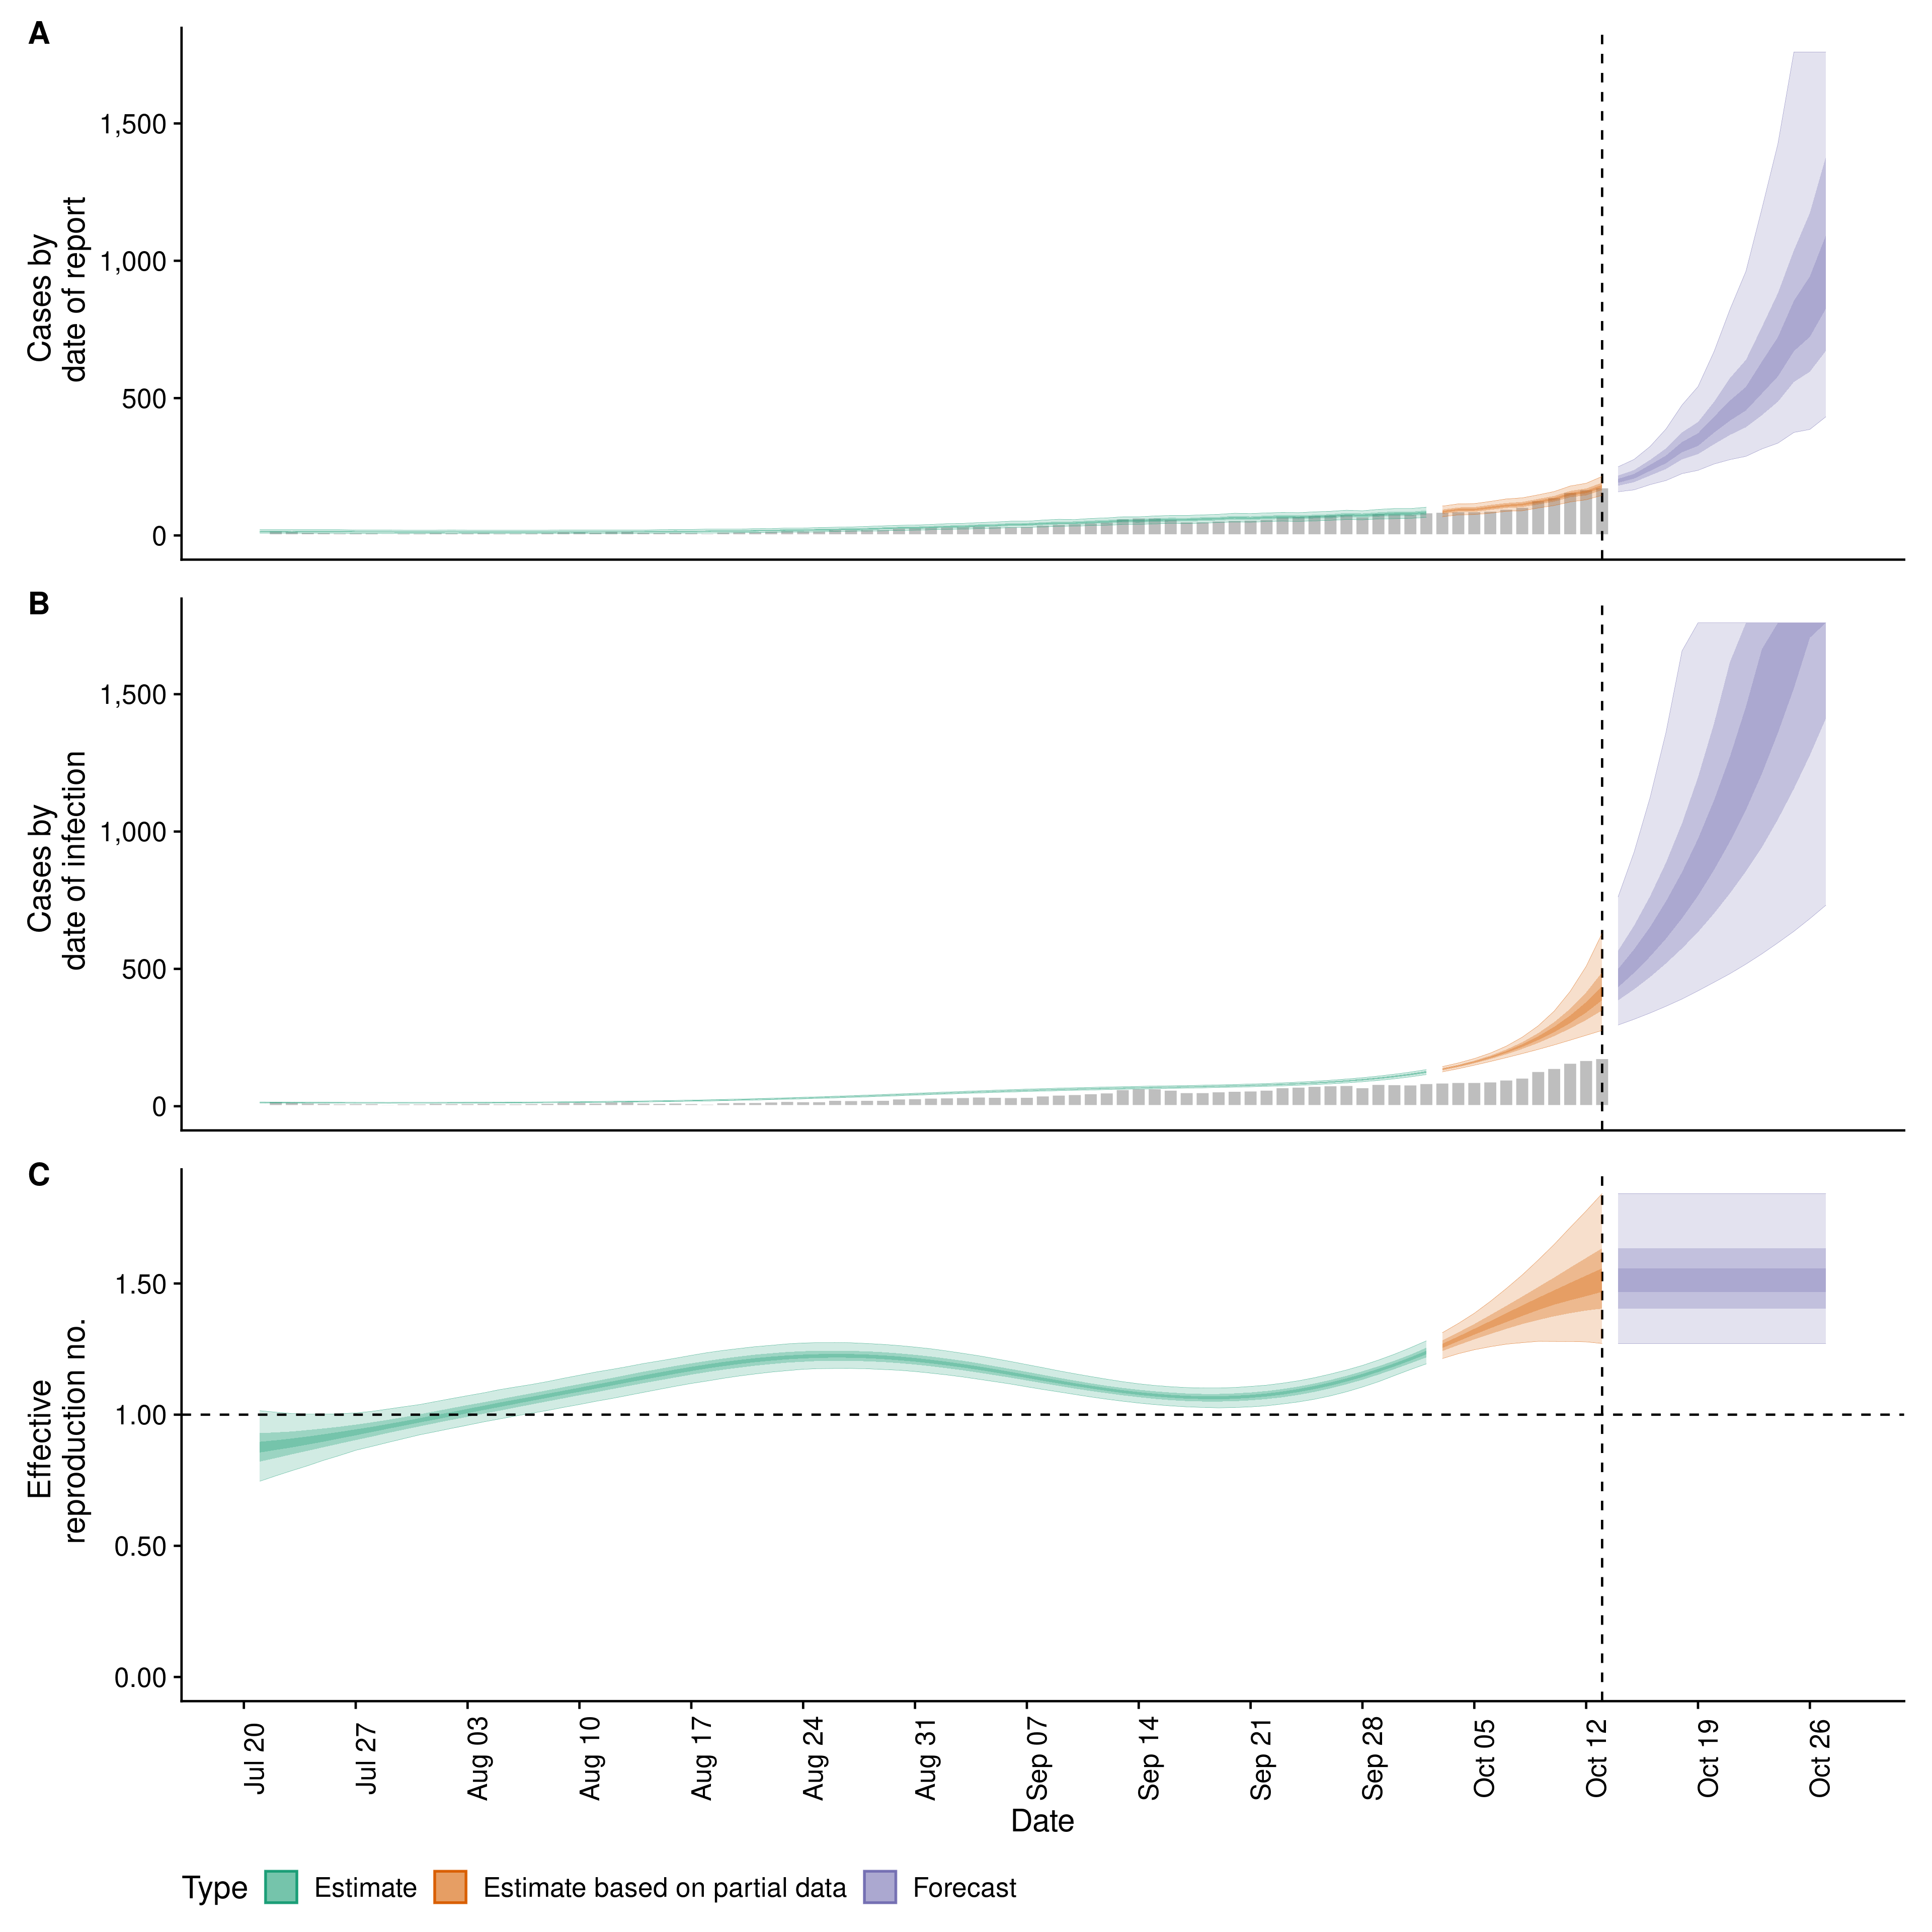 A
Cases by
date of report
1,500
1,000
500
0
B
Cases by
date of infection
1,500
1,000
500
0
C
Effective
reproduction no.
1.50
1.00
0.50
0.00
Jul 20
Jul 27
Aug 03
Aug 10
Aug 17
Aug 24
Aug 31
Sep 07
Sep 14
Sep 21
Sep 28
Oct 05
Oct 12
Oct 19
Oct 26
Date
Type Estimate Estimate based on partial data Forecast